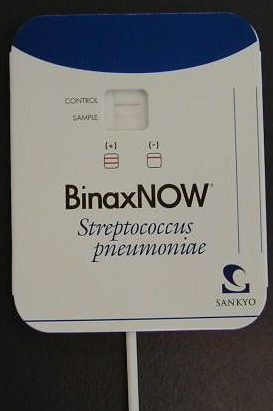 CONTROL
SAMPLE
(+) (-)
BinaxNOW®
Streptococcus
pneumoniae
SANKYO